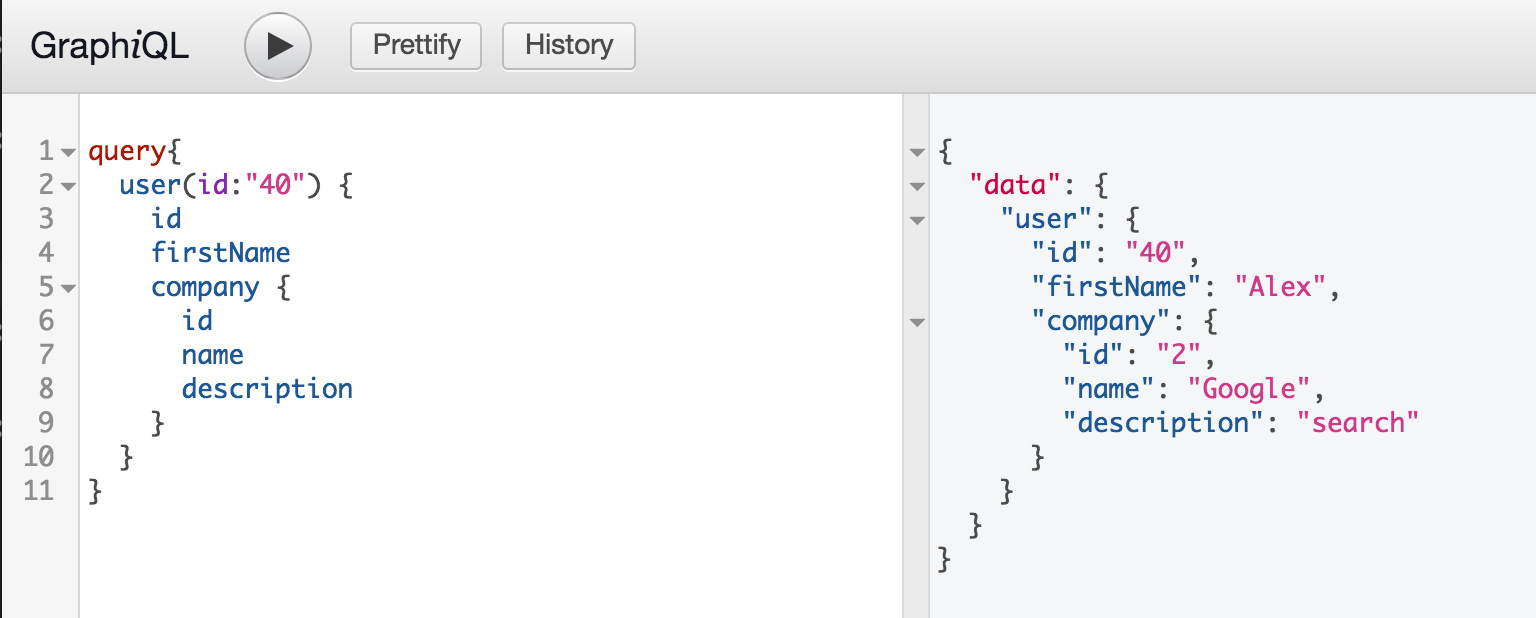 GraphiQL Prettify History
1 query{
2   user(id:"40") {
3     id
4     firstName
5     company {
6       id
7       name
8       description
9     }
10   }
11 }
{
  "data": {
    "user": {
      "id": "40",
      "firstName": "Alex",
      "company": {
        "id": "2",
        "name": "Google",
        "description": "search"
      }
    }
  }
}